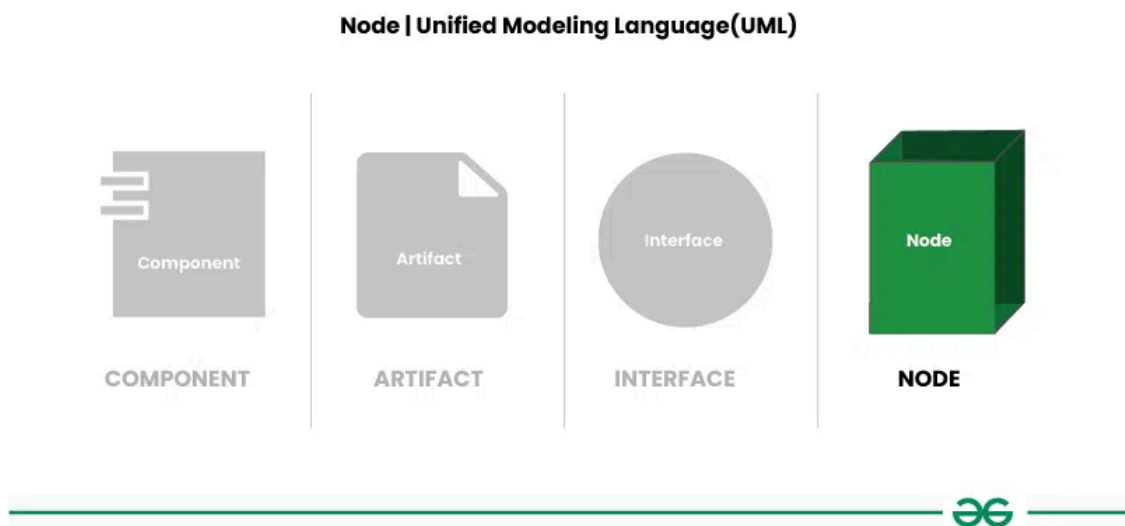 Node | Unified Modeling Language(UML)
Component
Artifact
Interface
Node
COMPONENT
ARTIFACT
INTERFACE
NODE